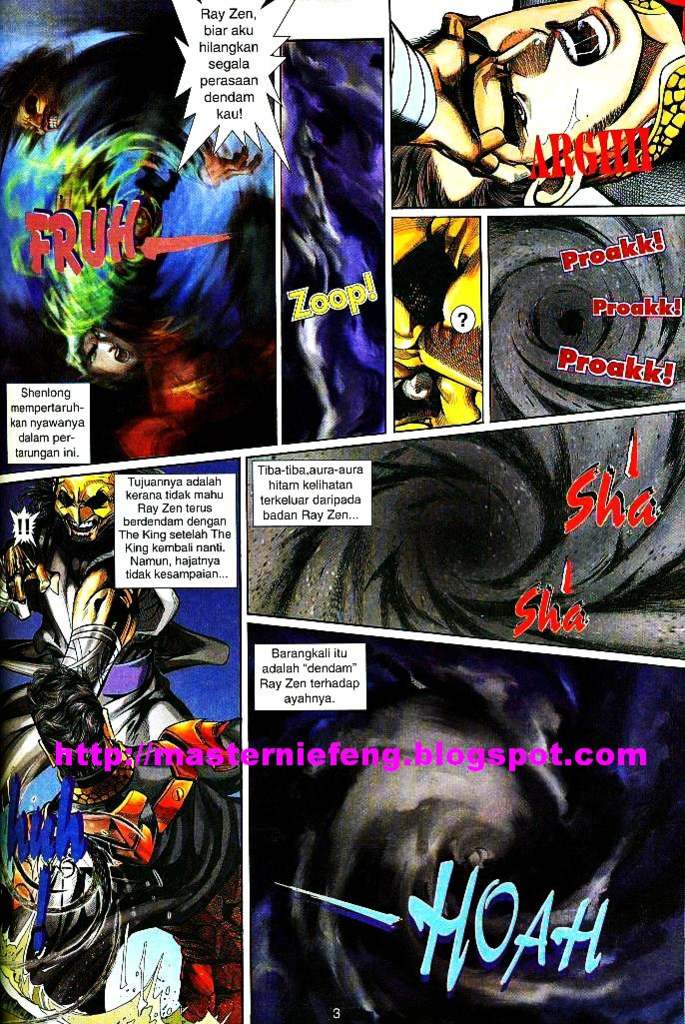 Ray Zen,
biar aku
hilangkan
segala
perasaan
dendam
kau!
FRUH
Zoop!
ARGHH
?
Proakk!
Proakk!
Proakk!
Shenlong
mempertaruh-
kan nyawanya
dalam per-
tarungan ini.
!!
Tujuannya adalah
kerana tidak mahu
Ray Zen terus
berdendam dengan
The King setelah The
King kembali nanti.
Namun, hajatnya
tidak kesampaian...
Tiba-tiba,aura-aura
hitam kelihatan
terkeluar daripada
badan Ray Zen...
Sha
Sha
Barangkali itu
adalah "dendam"
Ray Zen terhadap
ayahnya.
http://masterniefeng.blogspot.com
HOAH
3